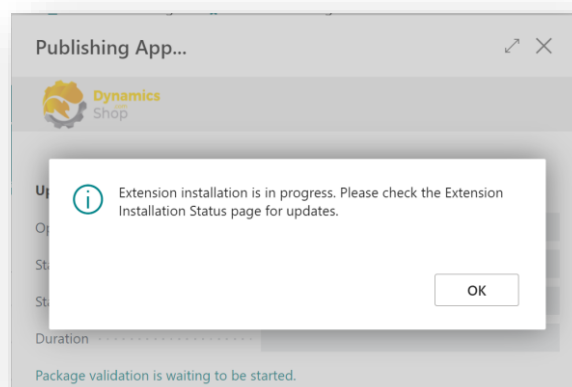 Publishing App...
Dynamics
Shop
Extension installation is in progress. Please check the Extension
Installation Status page for updates.
OK
Duration
Package validation is waiting to be started.